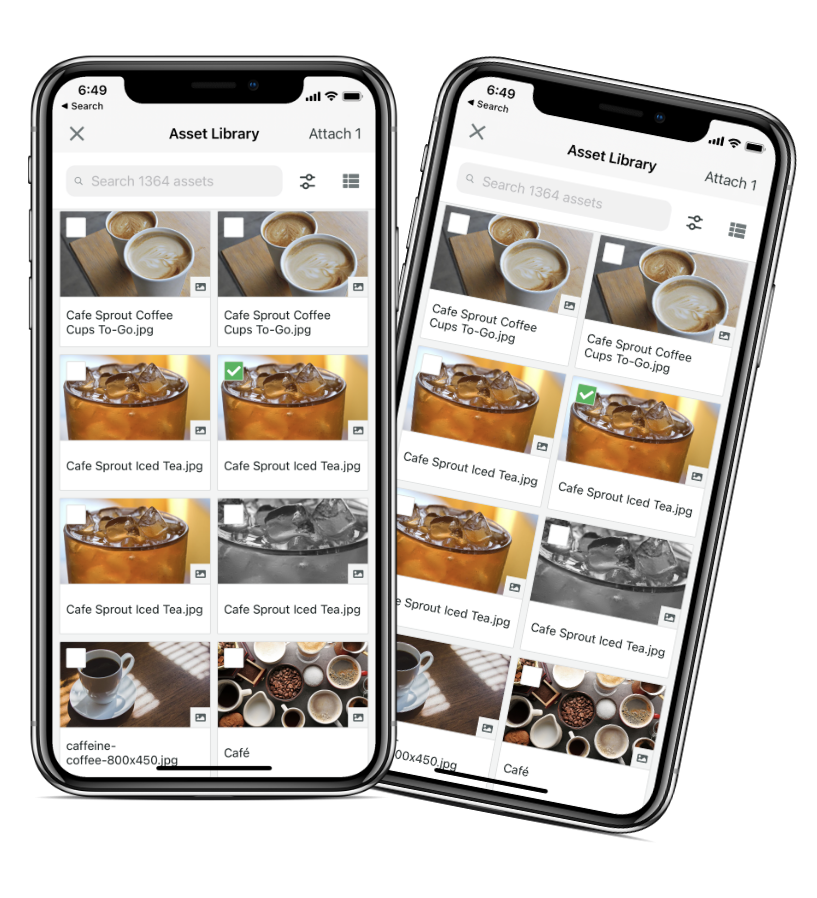 6:49
◀ Search
Asset Library
Attach 1
Search 1364 assets
Cafe Sprout Coffee
Cups To-Go.jpg
Cafe Sprout Coffee
Cups To-Go.jpg
Cafe Sprout Iced Tea.jpg
Cafe Sprout Iced Tea.jpg
Cafe Sprout Iced Tea.jpg
Cafe Sprout Iced Tea.jpg
caffeine-
coffee-800x450.jpg
Café
6:49
◀ Search
Asset Library
Attach 1
Search 1364 assets
Cafe Sprout Coffee
Cups To-Go.jpg
Cafe Sprout Coffee
Cups To-Go.jpg
Cafe Sprout Iced Tea.jpg
Cafe Sprout Iced Tea.jpg
e Sprout Iced Tea.jpg
Cafe Sprout Iced Tea.jpg
00x450.jpg
Café